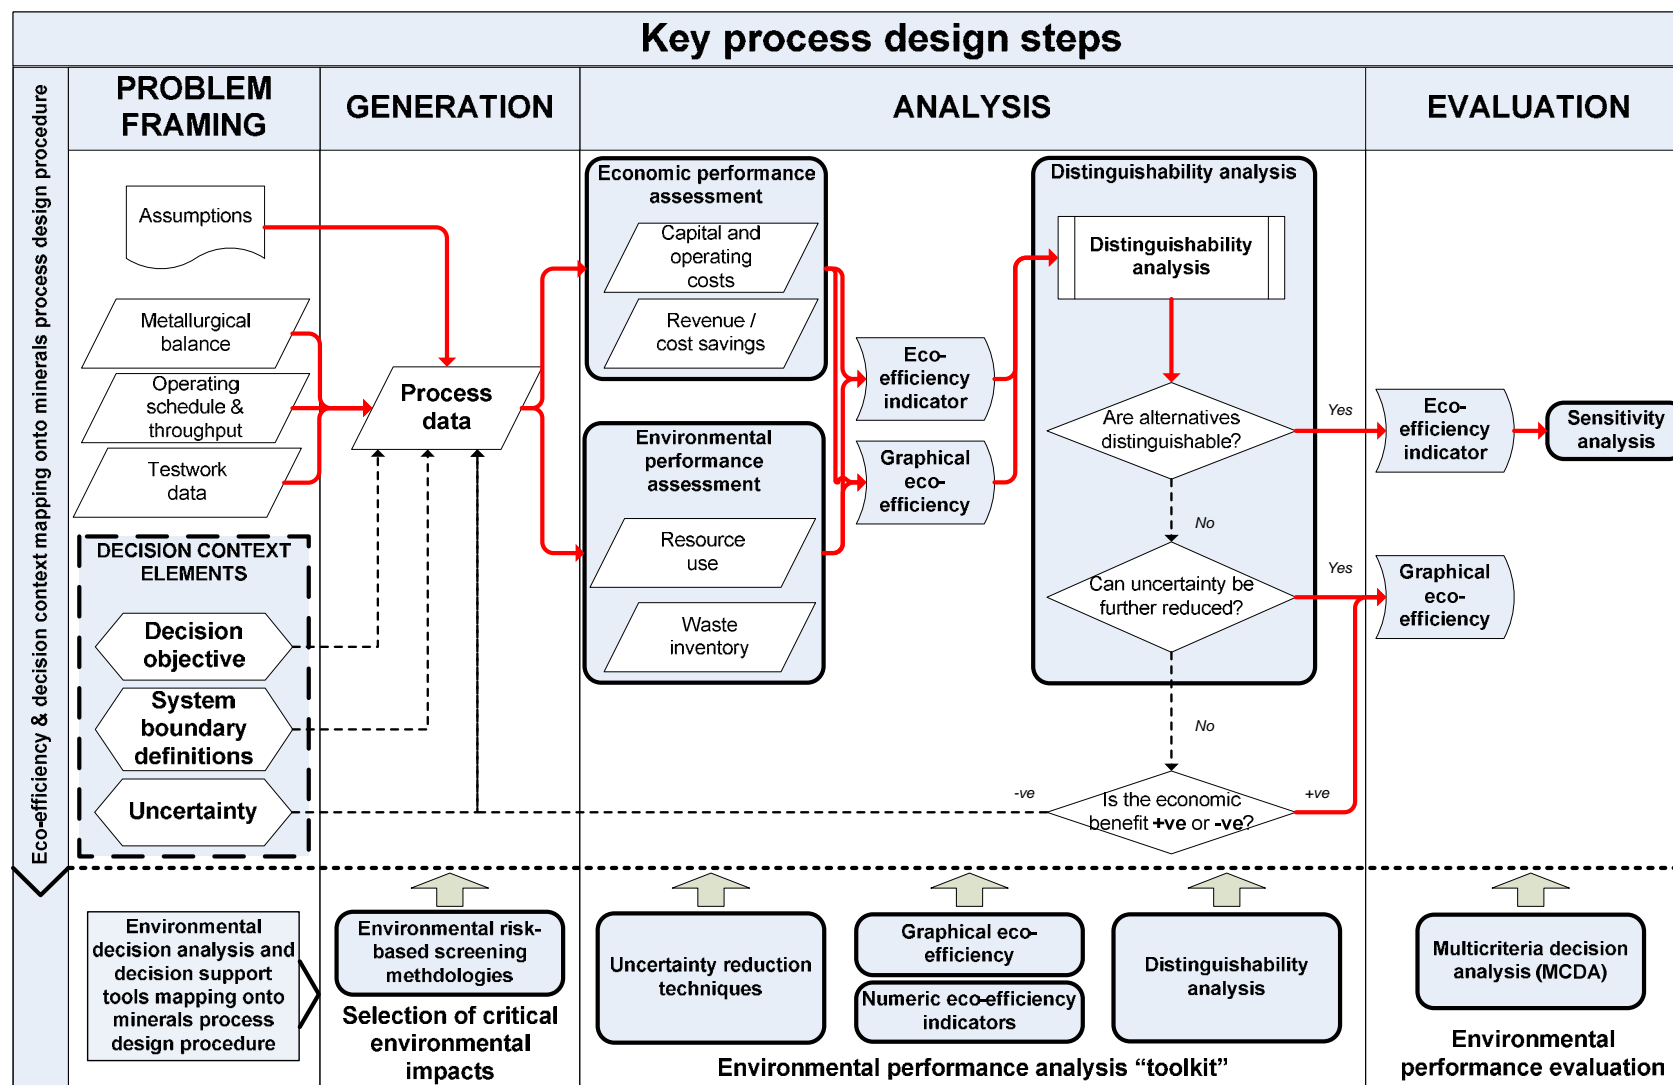 Key process design steps
Eco-efficiency & decision context mapping onto minerals process design procedure
PROBLEM
FRAMING
GENERATION
ANALYSIS
EVALUATION
Assumptions
Metallurgical
balance
Operating
schedule &
throughput
Testwork
data
DECISION CONTEXT
ELEMENTS
Decision
objective
System
boundary
definitions
Uncertainty
Process
data
Economic performance
assessment
Capital and
operating
costs
Revenue /
cost savings
Environmental
performance
assessment
Resource
use
Waste
inventory
Eco-
efficiency
indicator
Graphical
eco-
efficiency
Distinguishability analysis
Distinguishability
analysis
Are alternatives
distinguishable?
Yes
No
Can uncertainty be
further reduced?
Yes
No
Is the economic
benefit +ve or -ve?
-ve
+ve
Eco-
efficiency
indicator
Sensitivity
analysis
Graphical
eco-
efficiency
Environmental
decision analysis and
decision support
tools mapping onto
minerals process
design procedure
Environmental risk-
based screening
methdologies
Selection of critical
environmental
impacts
Uncertainty reduction
techniques
Graphical eco-
efficiency
Numeric eco-efficiency
indicators
Distinguishability
analysis
Environmental performance analysis “toolkit”
Multicriteria decision
analysis (MCDA)
Environmental
performance evaluation